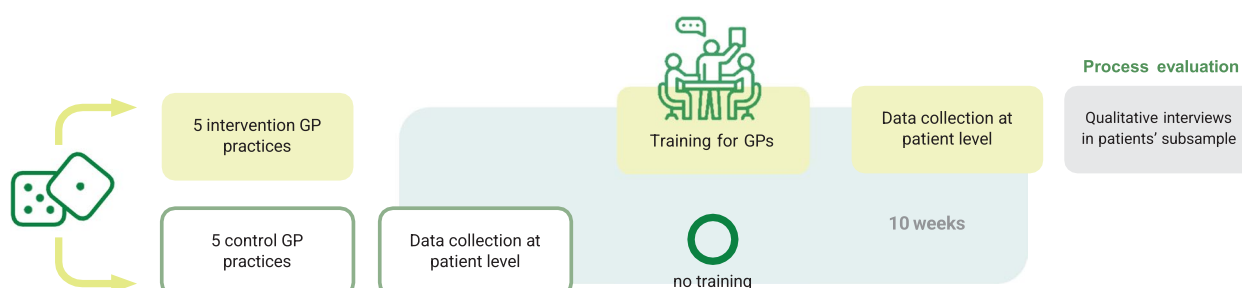 Process evaluation
5 intervention GP
practices
Training for GPs
Data collection at
patient level
Qualitative interviews
in patients’ subsample
5 control GP
practices
Data collection at
patient level
10 weeks
no training